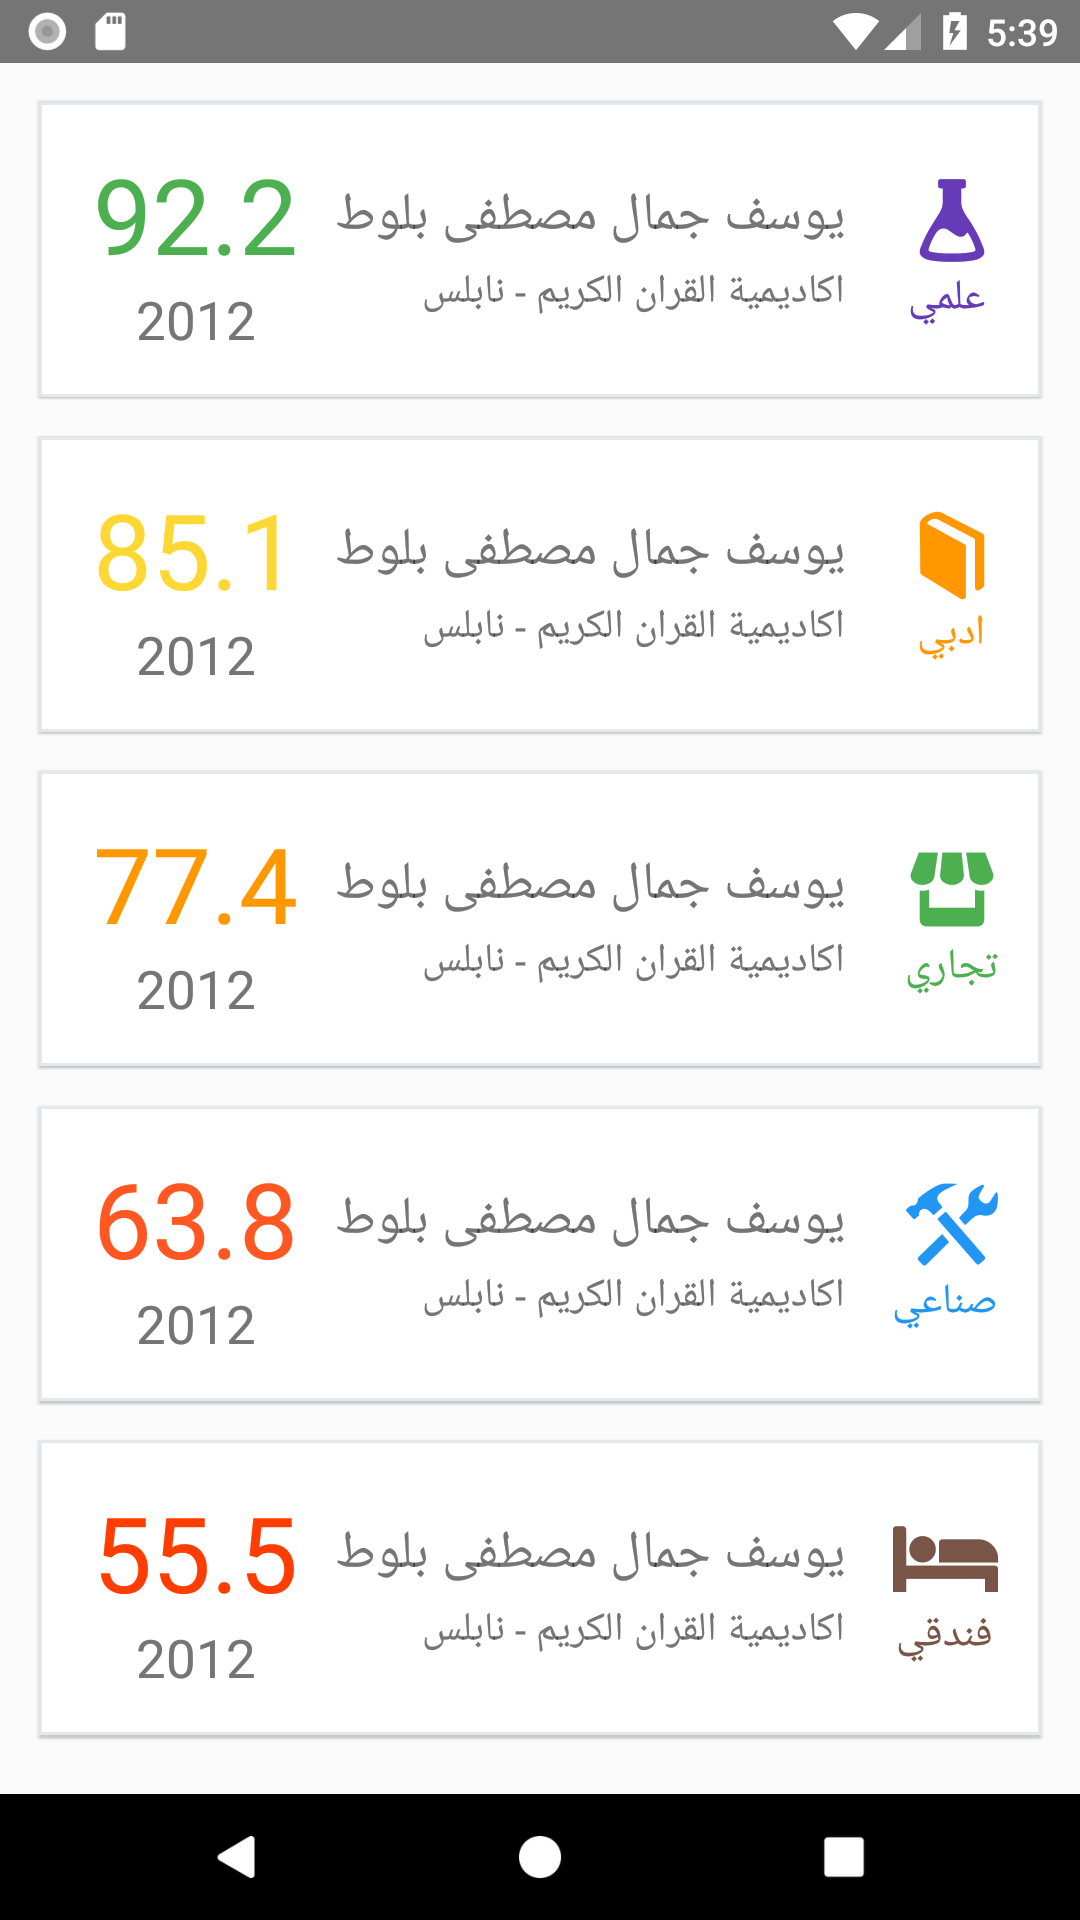 5:39
علمي
يوسف جمال مصطفى بلوط
اكاديمية القران الكريم - نابلس
92.2
2012
ادبي
يوسف جمال مصطفى بلوط
اكاديمية القران الكريم - نابلس
85.1
2012
تجاري
يوسف جمال مصطفى بلوط
اكاديمية القران الكريم - نابلس
77.4
2012
صناعي
يوسف جمال مصطفى بلوط
اكاديمية القران الكريم - نابلس
63.8
2012
فندقي
يوسف جمال مصطفى بلوط
اكاديمية القران الكريم - نابلس
55.5
2012